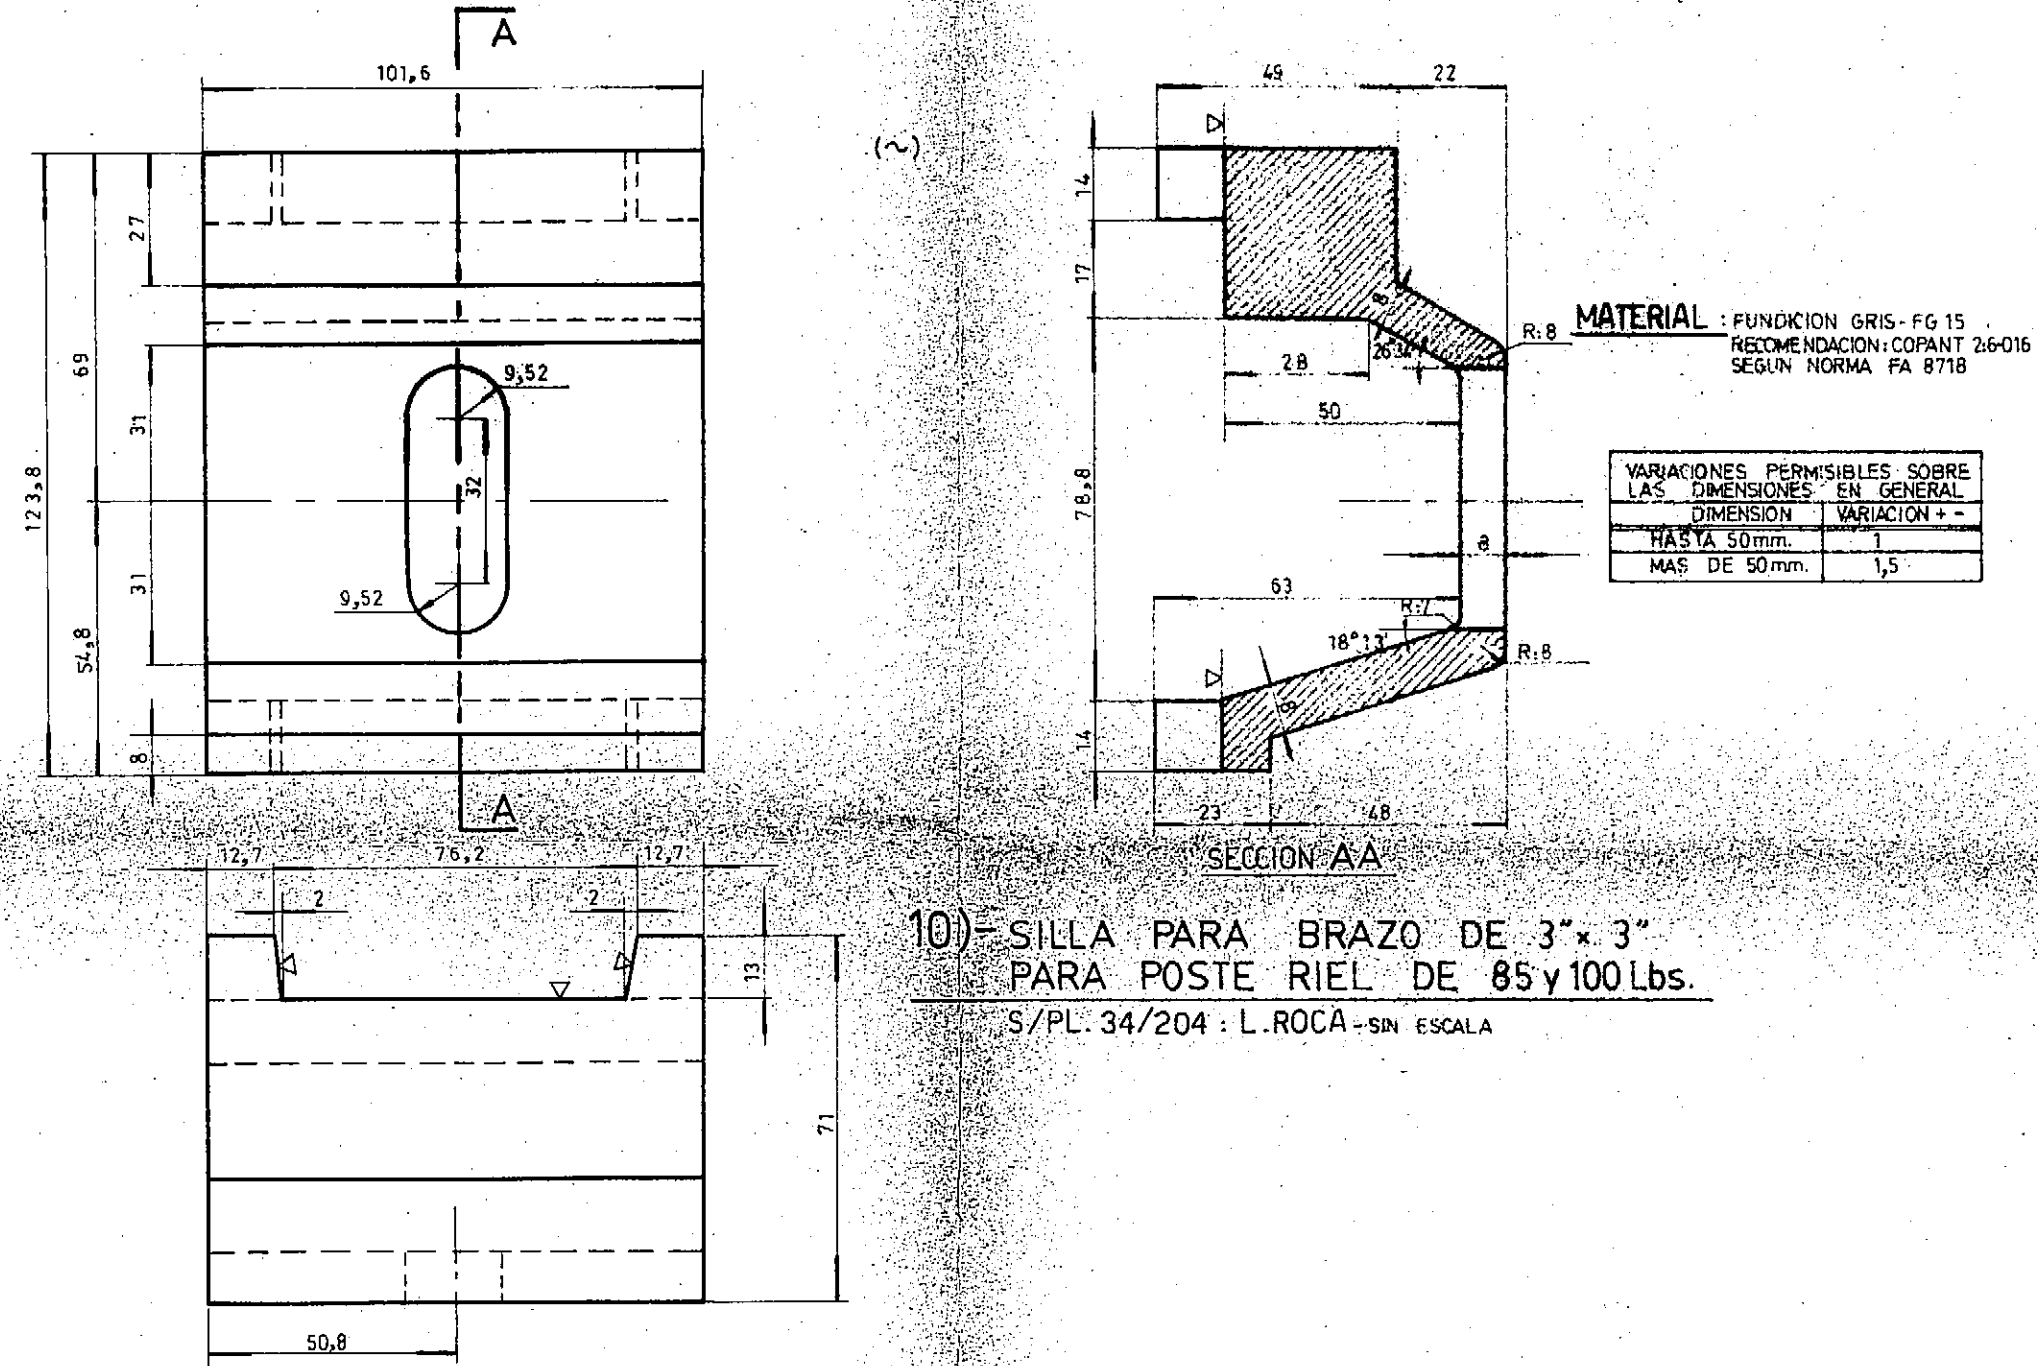 A
101,6
27
69
31
123,8
31
54,8
8
9,52
32
9,52
A
12,7
76,2
12,7
2
2
13
71
50,8
(~)
49
22
14
17
78,8
14
8
26°34'
R:8
28
50
8
63
R:7
18°13'
R:8
8
23
48
SECCION AA
MATERIAL : FUNDICION GRIS-FG 15
RECOMENDACION: COPANT 2:6-016
SEGUN NORMA FA 8718
VARIACIONES PERMISIBLES SOBRE
LAS DIMENSIONES EN GENERAL
DIMENSION VARIACION + -
HASTA 50mm. 1
MAS DE 50mm. 1,5
10)- SILLA PARA BRAZO DE 3"x 3"
PARA POSTE RIEL DE 85 y 100 Lbs.
S/PL. 34/204 : L.ROCA-SIN ESCALA